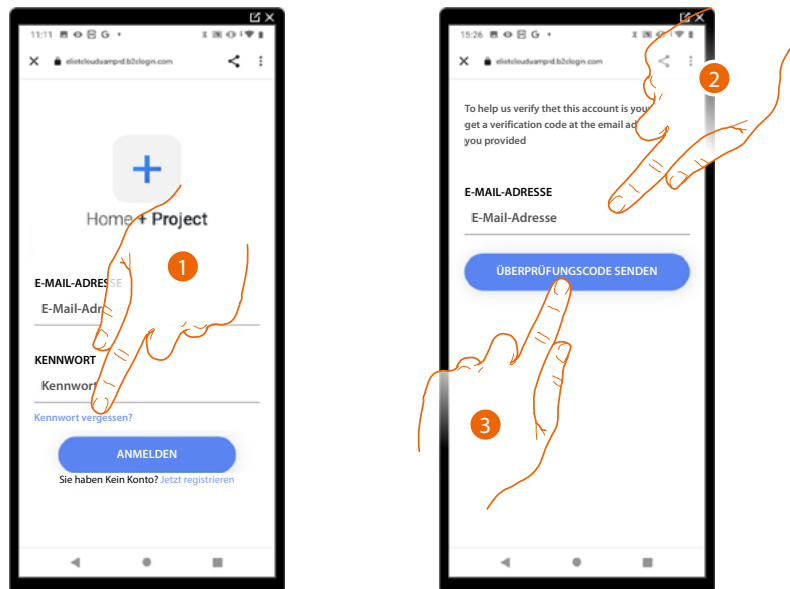 11:11 G
elietclouduamprd.b2clogin.com
Home + Project
1
E-MAIL-ADRESSE
E-Mail-Adr
KENNWORT
Kennwort
Kennwort vergessen?
ANMELDEN
Sie haben Kein Konto? Jetzt registrieren
15:26 G
elietclouduamprd.b2clogin.com
2
To help us verify thet this account is you
get a verification code at the email ad
you provided
E-MAIL-ADRESSE
E-Mail-Adresse
ÜBERPRÜFUNGSCODE SENDEN
3